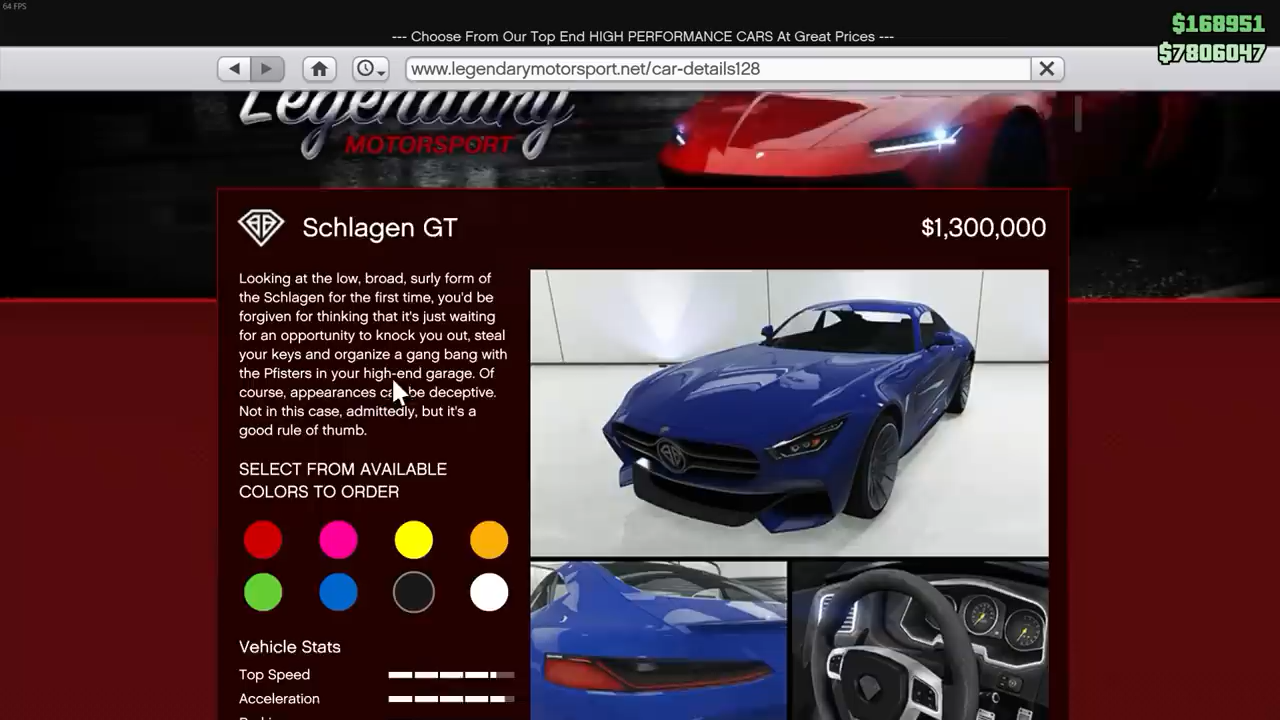 64 FPS
$168951
--- Choose From Our Top End HIGH PERFORMANCE CARS At Great Prices ---
$7806047
www.legendarymotorsport.net/car-details128
Legendary
MOTORSPORT
Schlagen GT
$1,300,000
Looking at the low, broad, surly form of
the Schlagen for the first time, you'd be
forgiven for thinking that it's just waiting
for an opportunity to knock you out, steal
your keys and organize a gang bang with
the Pfisters in your high-end garage. Of
course, appearances can be deceptive.
Not in this case, admittedly, but it's a
good rule of thumb.
SELECT FROM AVAILABLE
COLORS TO ORDER
Vehicle Stats
Top Speed
Acceleration